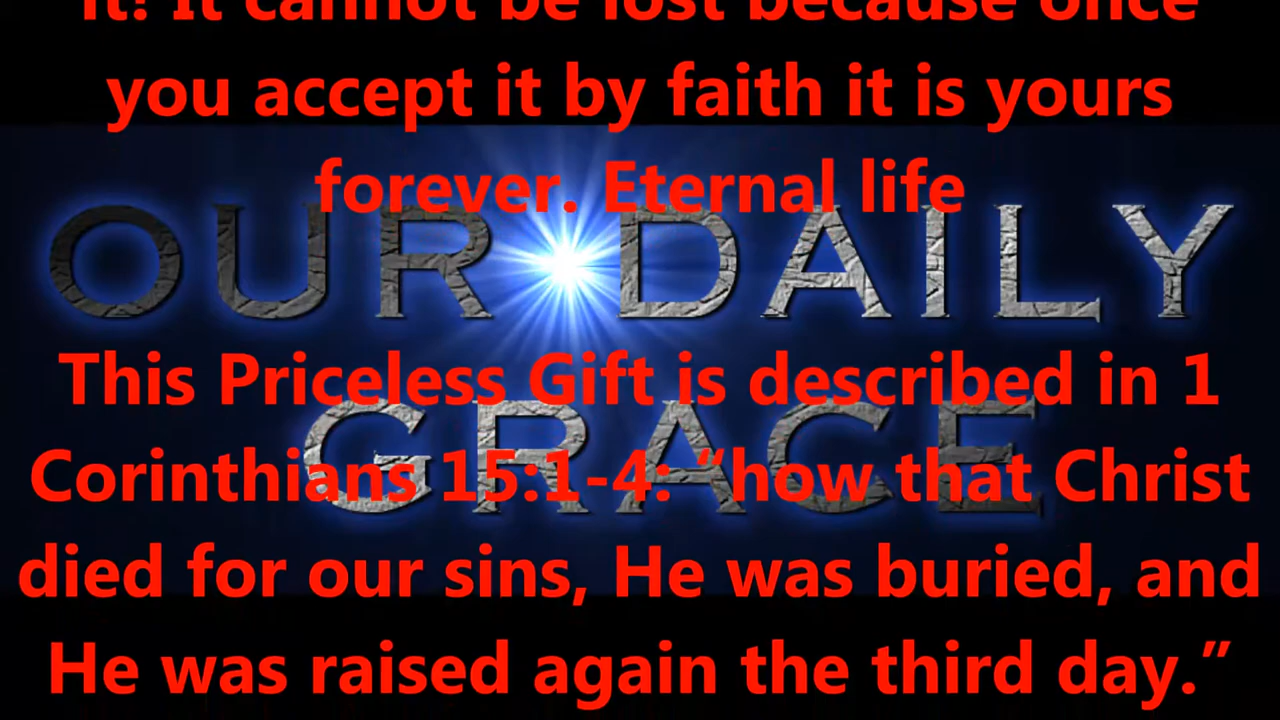 it! It cannot be lost because once
you accept it by faith it is yours
forever. Eternal life
OUR DAILY
This Priceless Gift is described in 1
GRACE
Corinthians 15:1-4: “how that Christ
died for our sins, He was buried, and
He was raised again the third day.”